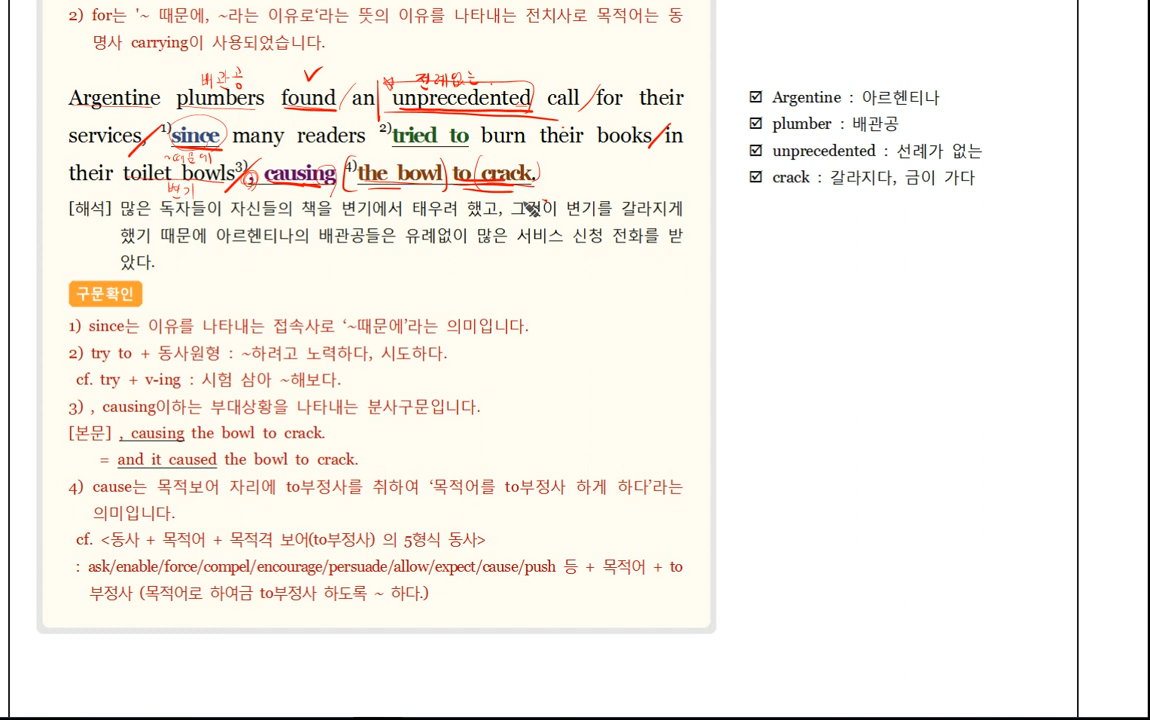 2) for는 '~ 때문에, ~라는 이유로'라는 뜻의 이유를 나타내는 전치사로 목적어는 동
명사 carrying이 사용되었습니다.
배관공 전례없는
Argentine plumbers found an unprecedented call for their
services, 1)since many readers 2)tried to burn their books in
~때문에
their toilet bowls3), causing 4)the bowl to crack.
변기
[해석] 많은 독자들이 자신들의 책을 변기에서 태우려 했고, 그것이 변기를 갈라지게
했기 때문에 아르헨티나의 배관공들은 유례없이 많은 서비스 신청 전화를 받
았다.
구문확인
1) since는 이유를 나타내는 접속사로 '~때문에'라는 의미입니다.
2) try to + 동사원형 : ~하려고 노력하다, 시도하다.
cf. try + v-ing : 시험 삼아 ~해보다.
3) , causing이하는 부대상황을 나타내는 분사구문입니다.
[본문] , causing the bowl to crack.
= and it caused the bowl to crack.
4) cause는 목적보어 자리에 to부정사를 취하여 '목적어를 to부정사 하게 하다'라는
의미입니다.
cf. <동사 + 목적어 + 목적격 보어(to부정사) 의 5형식 동사>
: ask/enable/force/compel/encourage/persuade/allow/expect/cause/push 등 + 목적어 + to
부정사 (목적어로 하여금 to부정사 하도록 ~ 하다.)
☑ Argentine : 아르헨티나
☑ plumber : 배관공
☑ unprecedented : 선례가 없는
☑ crack : 갈라지다, 금이 가다